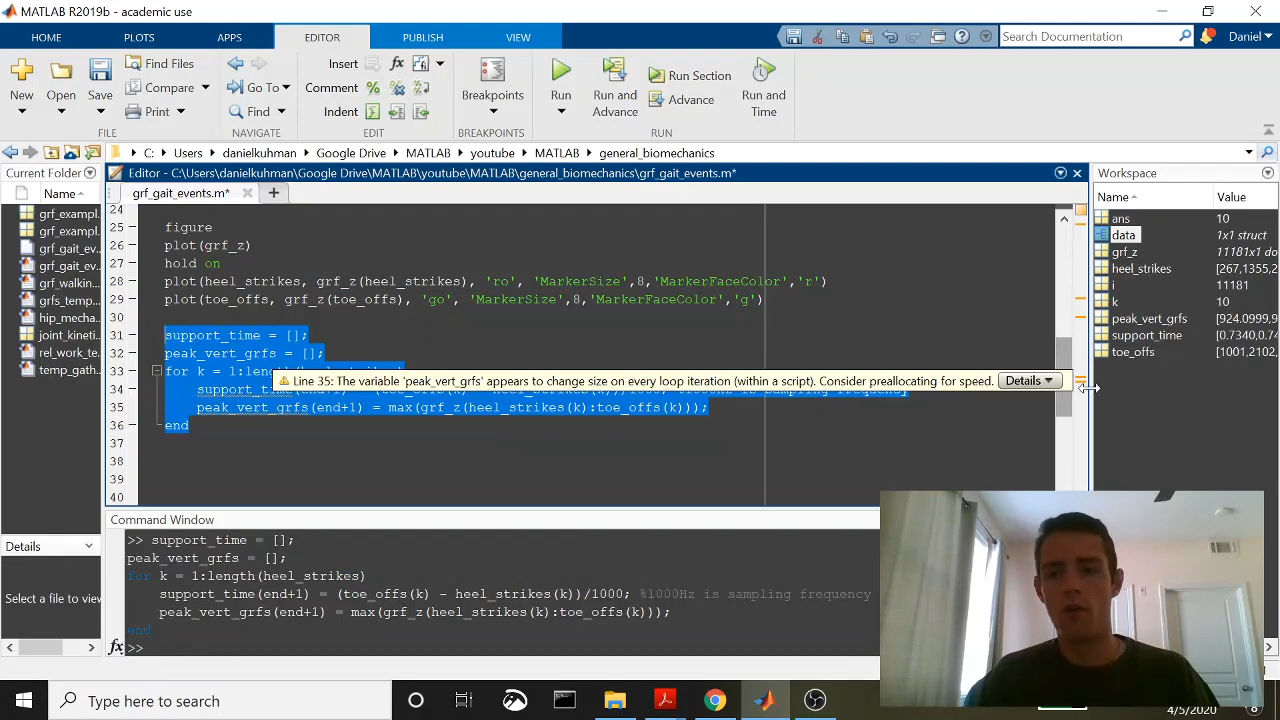 MATLAB R2019b - academic use
HOME PLOTS APPS EDITOR PUBLISH VIEW Search Documentation Daniel
New Open Save Find Files Compare Print Go To Find Insert Comment Indent Breakpoints Run Run and Advance Run Section Advance Run and Time
FILE NAVIGATE EDIT BREAKPOINTS RUN
C: Users danielkuhman Google Drive MATLAB youtube MATLAB general_biomechanics
Current Folder
Name
grf_exampl...
grf_exampl...
grf_gait_ev...
grf_gait_ev...
grf_walkin...
grfs_temp...
hip_mecha...
joint_kineti...
rel_work_te...
temp_gath...
Details
Select a file to view
Editor - C:\Users\danielkuhman\Google Drive\MATLAB\youtube\MATLAB\general_biomechanics\grf_gait_events.m*
grf_gait_events.m*
24
25 figure
26 plot(grf_z)
27 hold on
28 plot(heel_strikes, grf_z(heel_strikes), 'ro', 'MarkerSize',8,'MarkerFaceColor','r')
29 plot(toe_offs, grf_z(toe_offs), 'go', 'MarkerSize',8,'MarkerFaceColor','g')
30
31 support_time = [];
32 peak_vert_grfs = [];
33 for k = 1:length
Line 35: The variable 'peak_vert_grfs' appears to change size on every loop iteration (within a script). Consider preallocating for speed. Details
34
35 peak_vert_grfs(end+1) = max(grf_z(heel_strikes(k):toe_offs(k)));
36 end
37
38
39
40
Command Window
>> support_time = [];
peak_vert_grfs = [];
for k = 1:length(heel_strikes)
support_time(end+1) = (toe_offs(k) - heel_strikes(k))/1000; %1000Hz is sampling frequency
peak_vert_grfs(end+1) = max(grf_z(heel_strikes(k):toe_offs(k)));
end
fx >>
Workspace
Name Value
ans 10
data 1x1 struct
grf_z 11181x1 do
heel_strikes [267,1355,2
i 11181
k 10
peak_vert_grfs [924.0999,9
support_time [0.7340,0.74
toe_offs [1001,2102,
Type here to search
4/5/2020